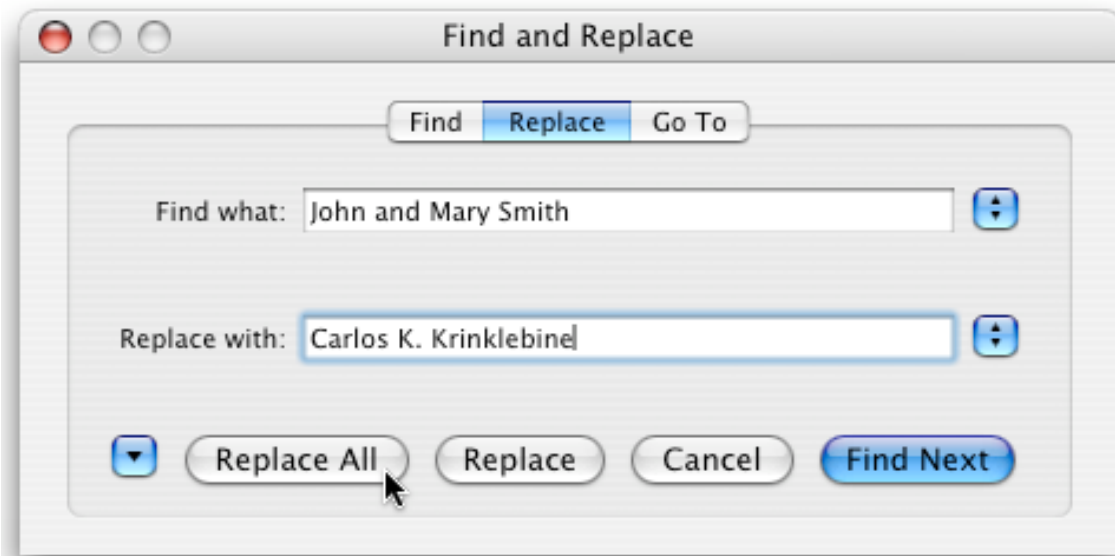 Find and Replace
Find Replace Go To
Find what: John and Mary Smith
Replace with: Carlos K. Krinklebine
Replace All Replace Cancel Find Next